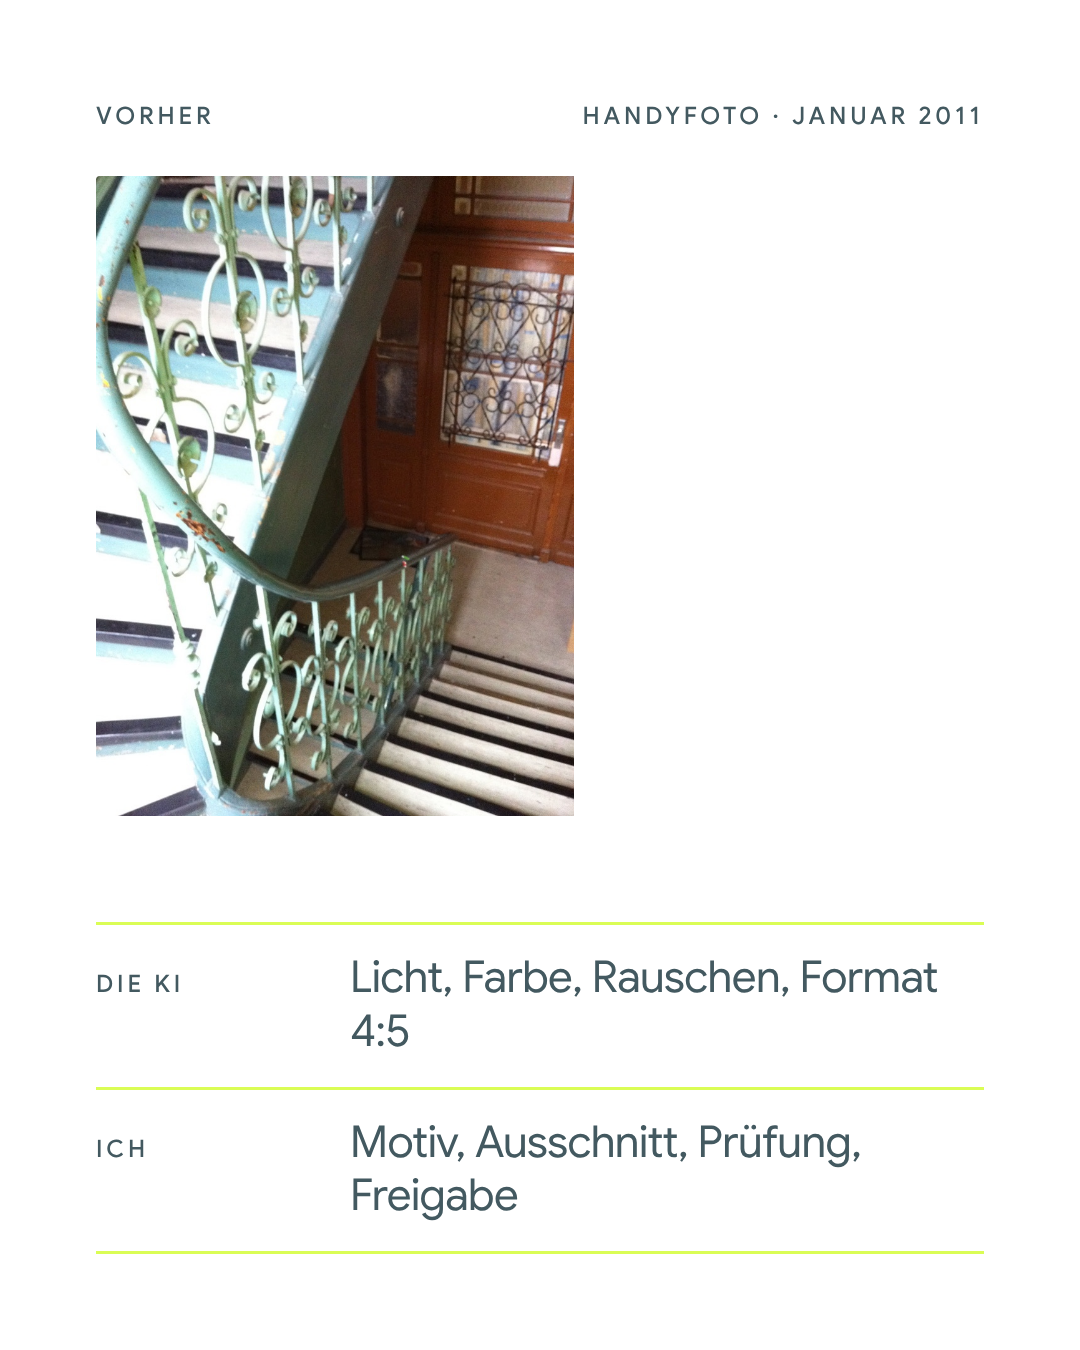 VORHER
HANDYFOTO · JANUAR 2011
DIE KI
Licht, Farbe, Rauschen, Format
4:5
ICH
Motiv, Ausschnitt, Prüfung,
Freigabe